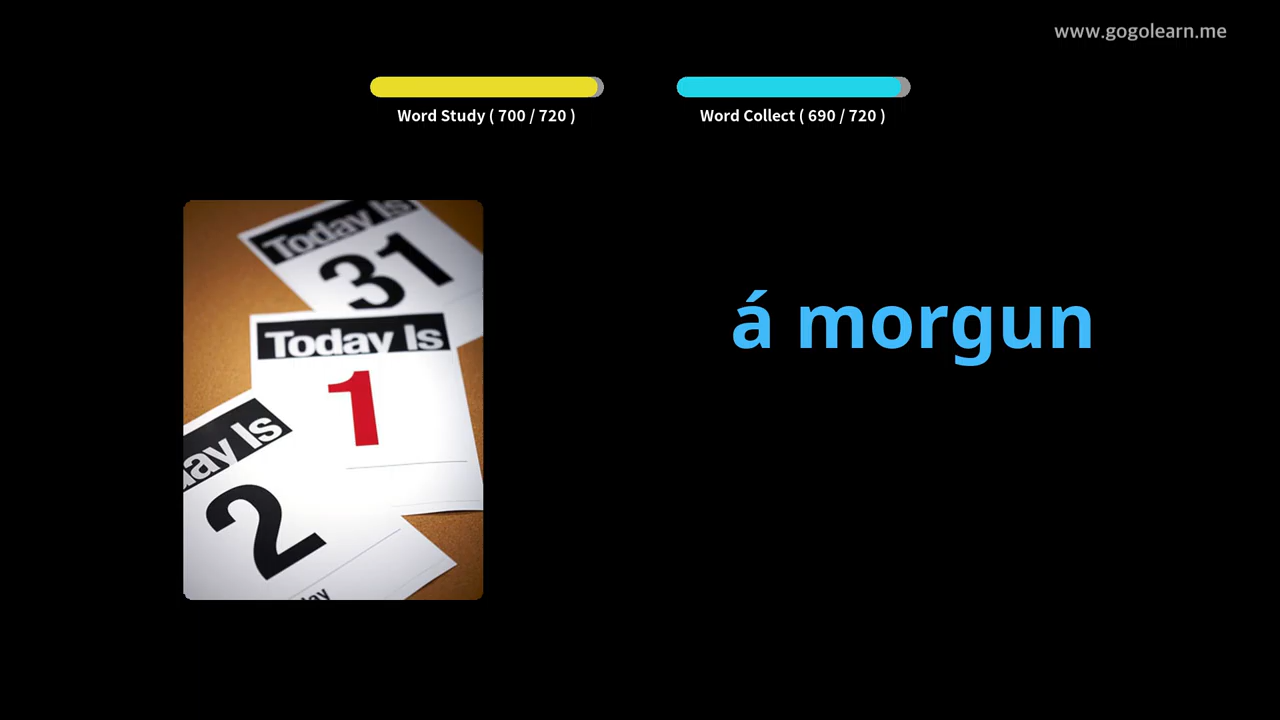 www.gogolearn.me
Word Study ( 700 / 720 )
Word Collect ( 690 / 720 )
Today Is
31
Today Is
1
ay Is
2
ay
á morgun